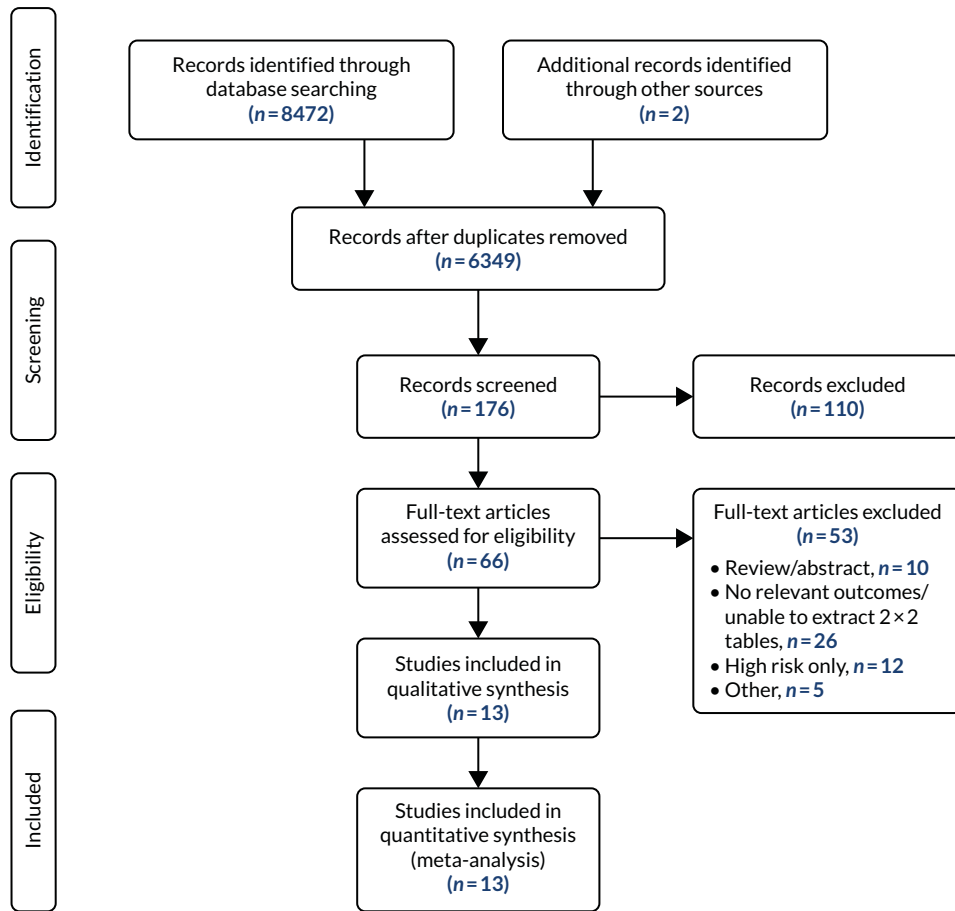 Identification
Records identified through
database searching
(n=8472)
Additional records identified
through other sources
(n=2)
Records after duplicates removed
(n=6349)
Screening
Records screened
(n=176)
Records excluded
(n=110)
Eligibility
Full-text articles
assessed for eligibility
(n=66)
Full-text articles excluded
(n=53)
• Review/abstract, n=10
• No relevant outcomes/
unable to extract 2×2
tables, n=26
• High risk only, n=12
• Other, n=5
Studies included in
qualitative synthesis
(n=13)
Included
Studies included in
quantitative synthesis
(meta-analysis)
(n=13)